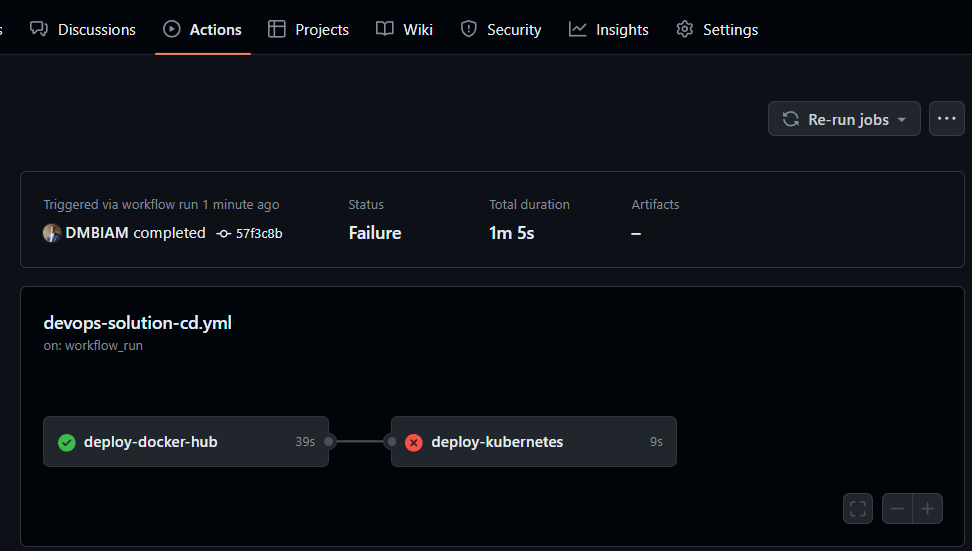 s Discussions Actions Projects Wiki Security Insights Settings
Re-run jobs
Triggered via workflow run 1 minute ago Status Total duration Artifacts
DMBIAM completed 57f3c8b Failure 1m 5s –
devops-solution-cd.yml
on: workflow_run
deploy-docker-hub 39s deploy-kubernetes 9s